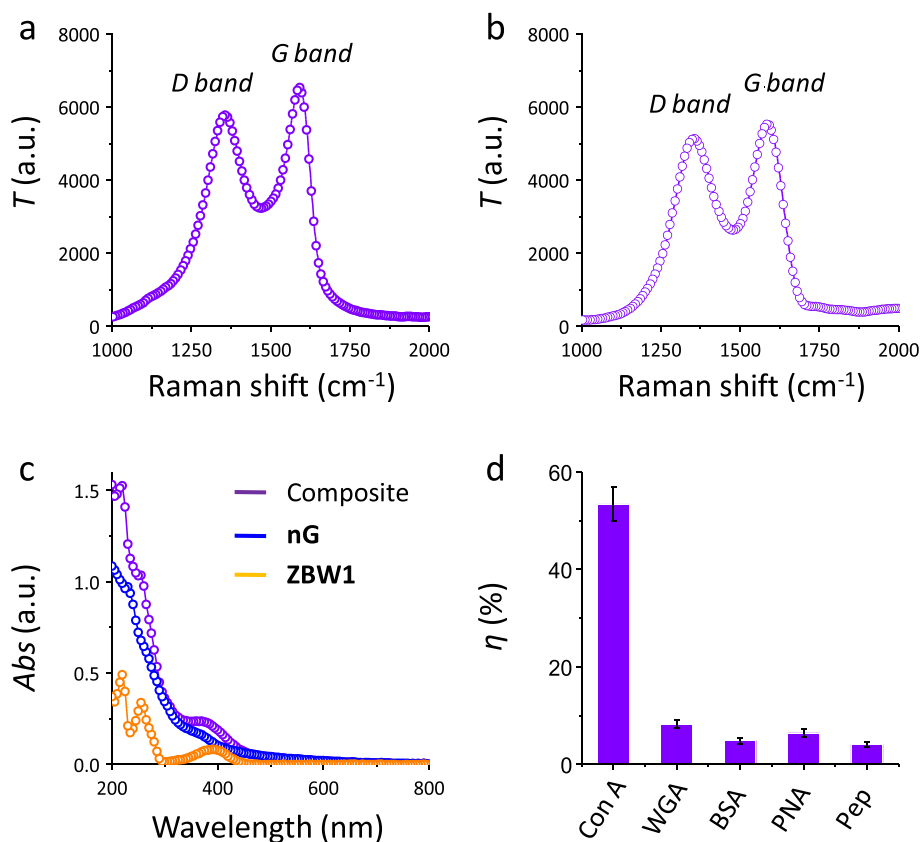 a
8000
6000
4000
2000
0
T (a.u.)
D band
G band
1000 1250 1500 1750 2000
Raman shift (cm⁻¹)
b
8000
6000
4000
2000
0
T (a.u.)
D band
G band
1000 1250 1500 1750 2000
Raman shift (cm⁻¹)
c
1.5
1.0
0.5
0.0
Abs (a.u.)
Composite
nG
ZBW1
200 400 600 800
Wavelength (nm)
d
60
40
20
0
η (%)
Con A
WGA
BSA
PNA
Pep